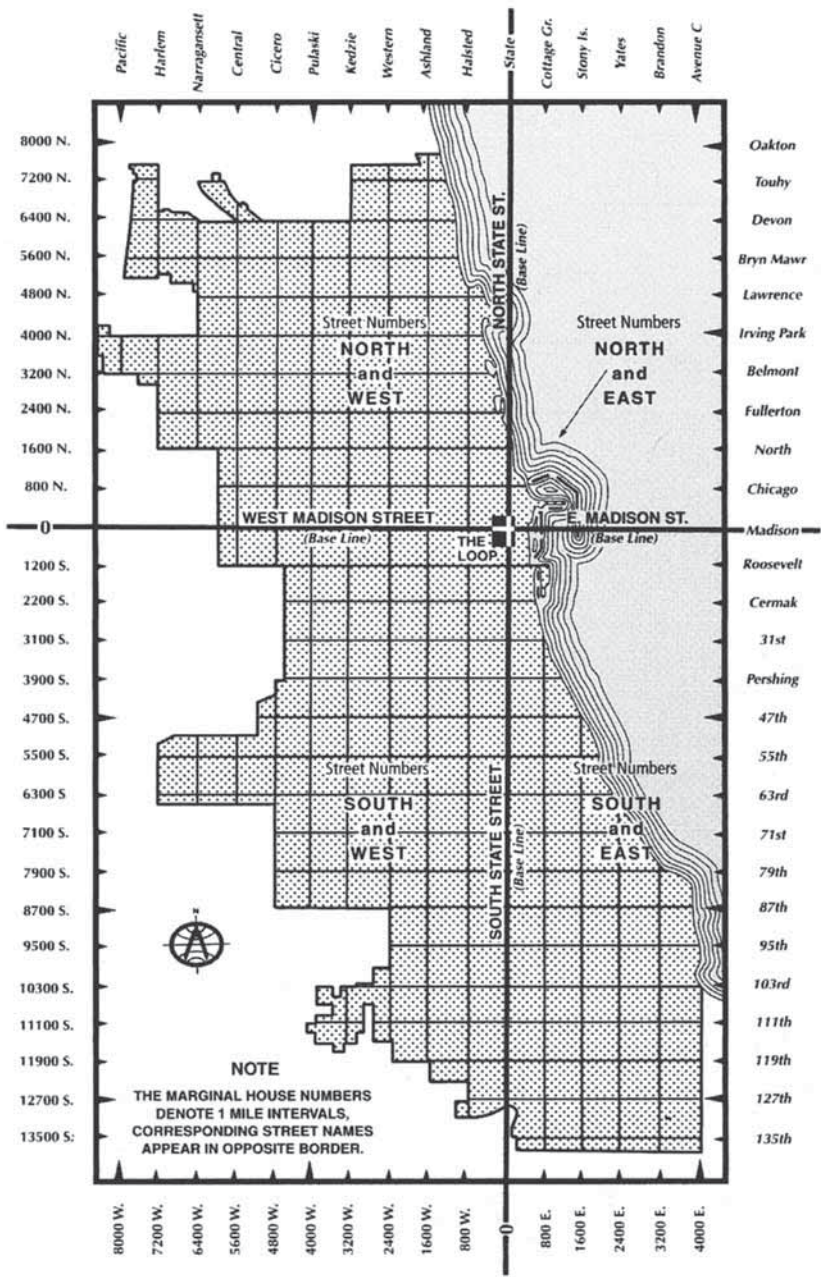 Pacific
Harlem
Narragansett
Central
Cicero
Pulaski
Kedzie
Western
Ashland
Halsted
State
Cottage Gr.
Stony Is.
Yates
Brandon
Avenue C
8000 N.
7200 N.
6400 N.
5600 N.
4800 N.
4000 N.
3200 N.
2400 N.
1600 N.
800 N.
0
1200 S.
2200 S.
3100 S.
3900 S.
4700 S.
5500 S.
6300 S.
7100 S.
7900 S.
8700 S.
9500 S.
10300 S.
11100 S.
11900 S.
12700 S.
13500 S.
Oakton
Touhy
Devon
Bryn Mawr
Lawrence
Irving Park
Belmont
Fullerton
North
Chicago
Madison
Roosevelt
Cermak
31st
Pershing
47th
55th
63rd
71st
79th
87th
95th
103rd
111th
119th
127th
135th
NORTH STATE ST.
(Base Line)
Street Numbers
NORTH
and
WEST
Street Numbers
NORTH
and
EAST
WEST MADISON STREET
(Base Line)
THE
LOOP
E. MADISON ST.
(Base Line)
Street Numbers
SOUTH
and
WEST
SOUTH STATE STREET.
(Base Line)
Street Numbers
SOUTH
and
EAST
N
NOTE
THE MARGINAL HOUSE NUMBERS
DENOTE 1 MILE INTERVALS,
CORRESPONDING STREET NAMES
APPEAR IN OPPOSITE BORDER.
8000 W.
7200 W.
6400 W.
5600 W.
4800 W.
4000 W.
3200 W.
2400 W.
1600 W.
800 W.
0
800 E.
1600 E.
2400 E.
3200 E.
4000 E.